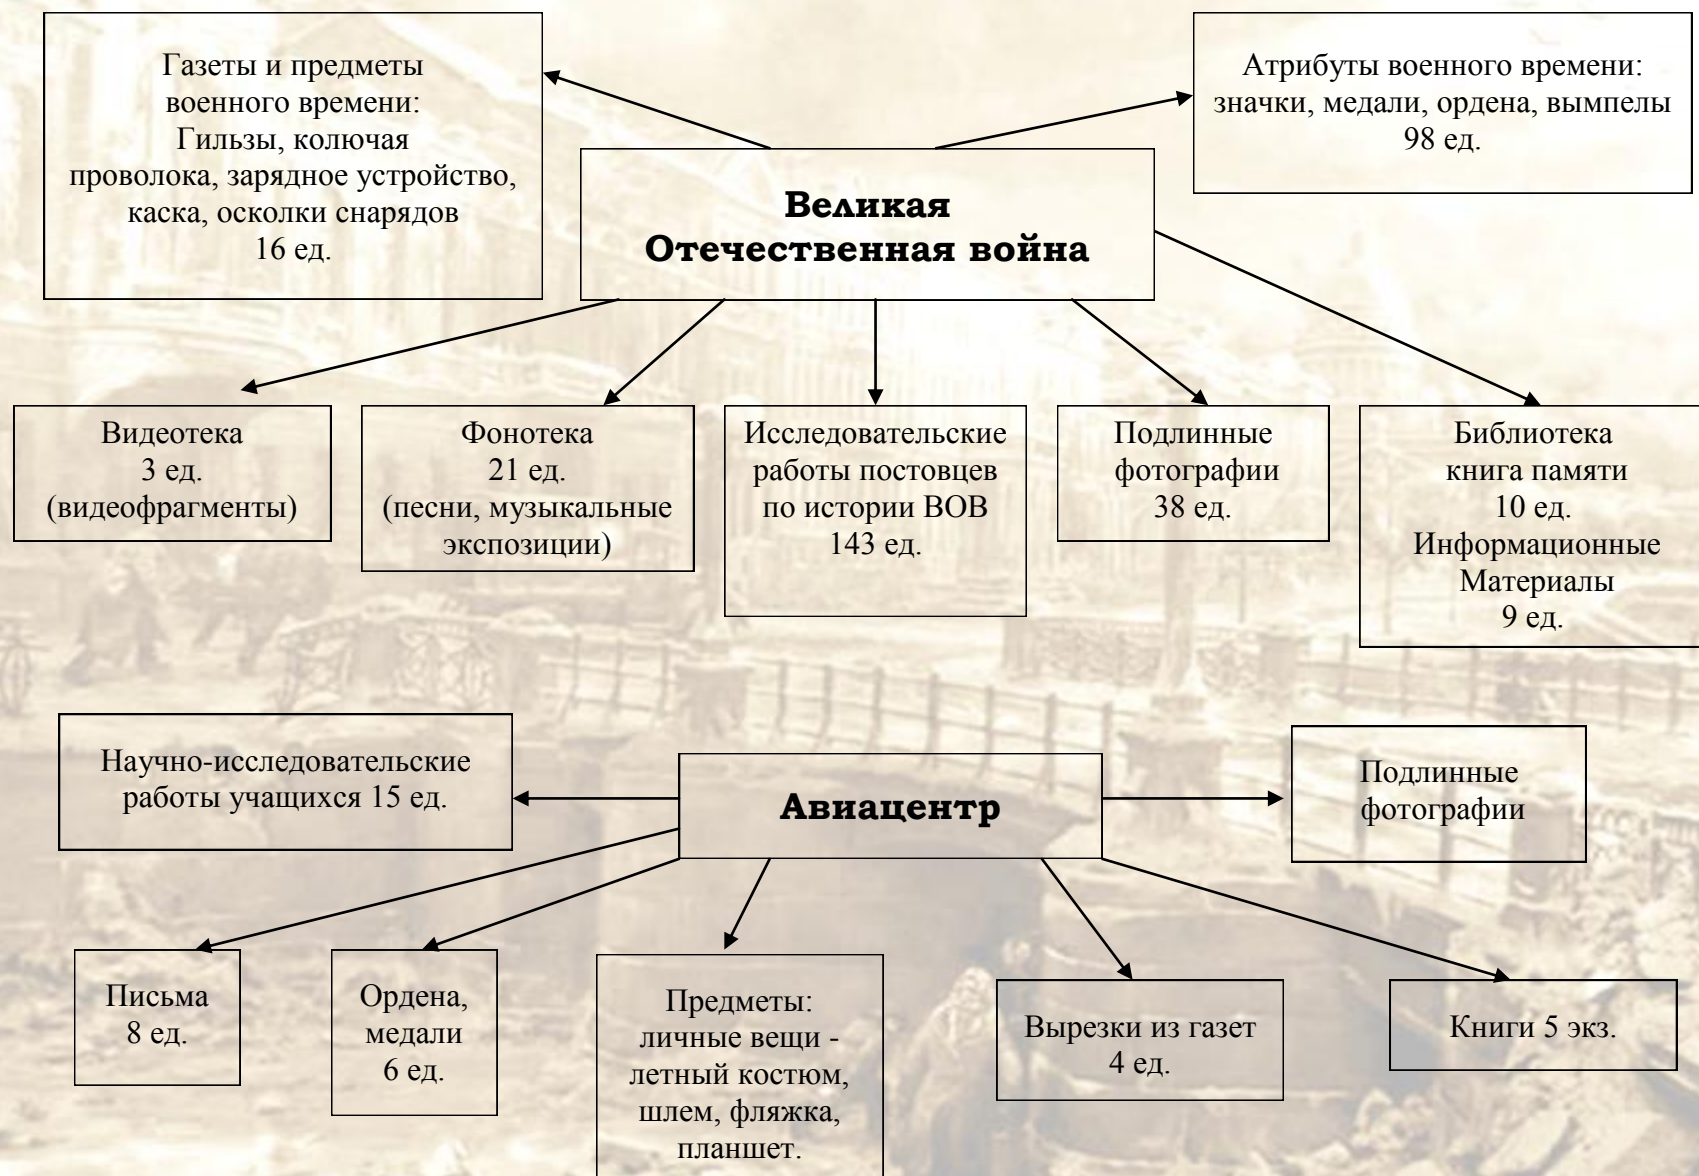 Газеты и предметы
военного времени:
Гильзы, колючая
проволока, зарядное устройство,
каска, осколки снарядов
16 ед.
Атрибуты военного времени:
значки, медали, ордена, вымпелы
98 ед.
Великая
Отечественная война
Видеотека
3 ед.
(видеофрагменты)
Фонотека
21 ед.
(песни, музыкальные
экспозиции)
Исследовательские
работы постовцев
по истории ВОВ
143 ед.
Подлинные
фотографии
38 ед.
Библиотека
книга памяти
10 ед.
Информационные
Материалы
9 ед.
Научно-исследовательские
работы учащихся 15 ед.
Авиацентр
Подлинные
фотографии
Письма
8 ед.
Ордена,
медали
6 ед.
Предметы:
личные вещи -
летный костюм,
шлем, фляжка,
планшет.
Вырезки из газет
4 ед.
Книги 5 экз.